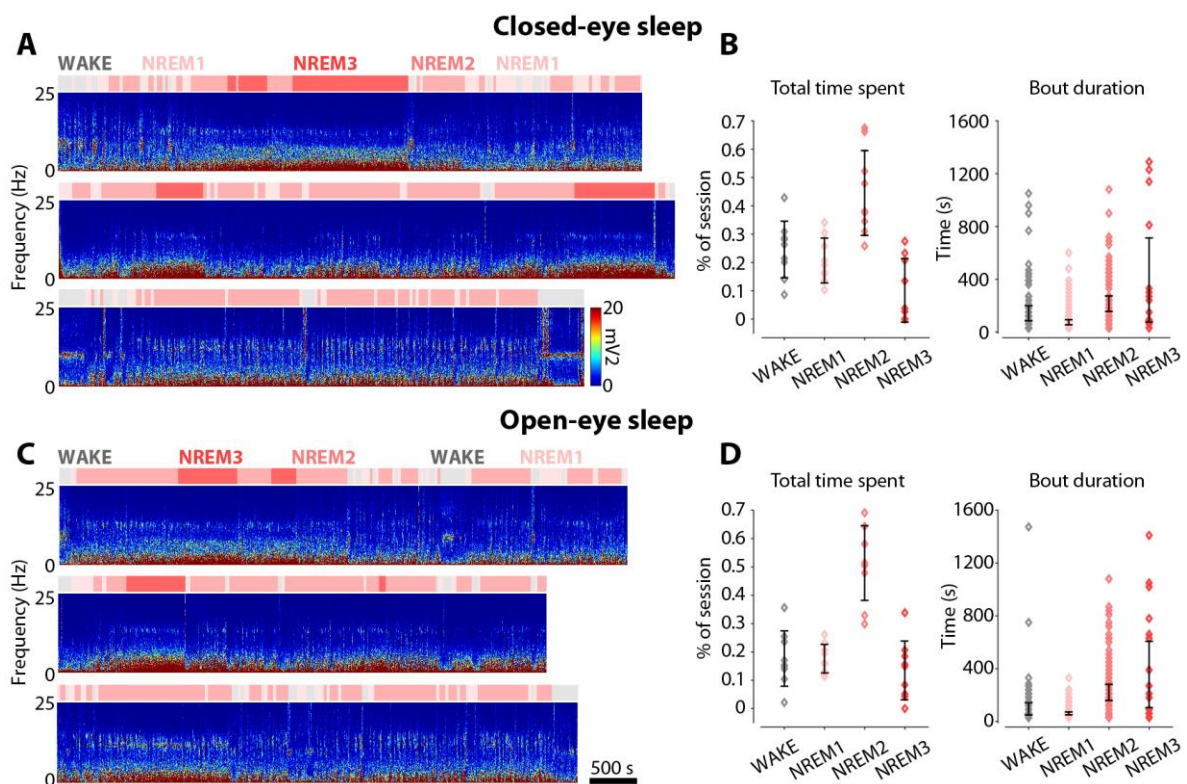 Closed-eye sleep
A
WAKE NREM1 NREM3 NREM2 NREM1
25
0
25
0
25
0
Frequency (Hz)
20
mV2
0
B
Total time spent
% of session
0.7
0.6
0.5
0.4
0.3
0.2
0.1
0
WAKE NREM1 NREM2 NREM3
Bout duration
Time (s)
1600
1200
800
400
0
WAKE NREM1 NREM2 NREM3
Open-eye sleep
C
WAKE NREM3 NREM2 WAKE NREM1
25
0
25
0
25
0
Frequency (Hz)
500 s
D
Total time spent
% of session
0.7
0.6
0.5
0.4
0.3
0.2
0.1
0
WAKE NREM1 NREM2 NREM3
Bout duration
Time (s)
1600
1200
800
400
0
WAKE NREM1 NREM2 NREM3